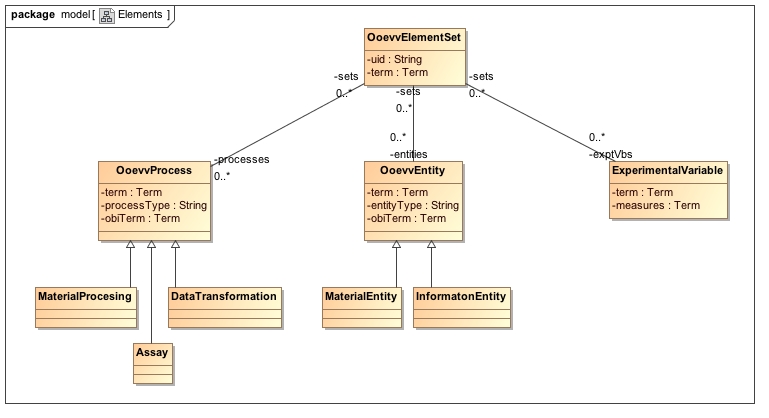 package model[ Elements ]
OoevvElementSet
-uid : String
-term : Term
-sets
0..*
-sets
0..*
-sets
0..*
-processes
0..*
0..*
-entities
0..*
-exptVbs
OoevvProcess
-term : Term
-processType : String
-obiTerm : Term
OoevvEntity
-term : Term
-entityType : String
-obiTerm : Term
ExperimentalVariable
-term : Term
-measures : Term
MaterialProcesing
DataTransformation
MaterialEntity
InformatonEntity
Assay